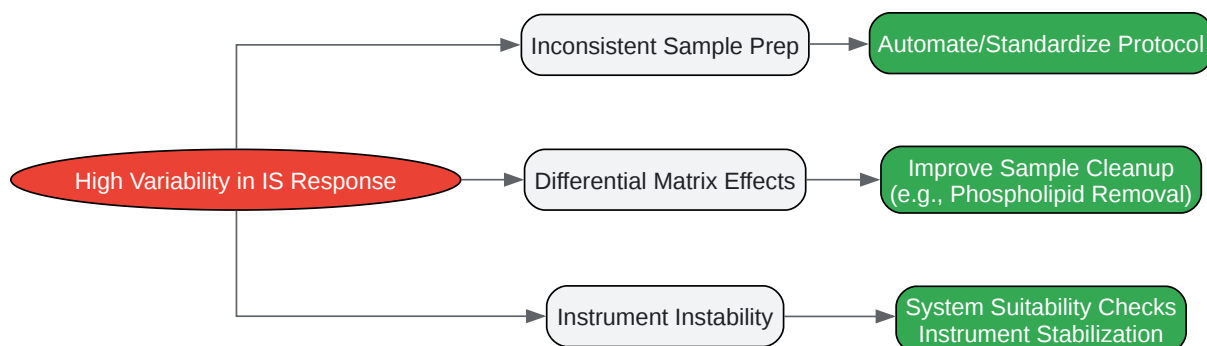 Inconsistent Sample Prep
Automate/Standardize Protocol
High Variability in IS Response
Differential Matrix Effects
Improve Sample Cleanup
(e.g., Phospholipid Removal)
Instrument Instability
System Suitability Checks
Instrument Stabilization